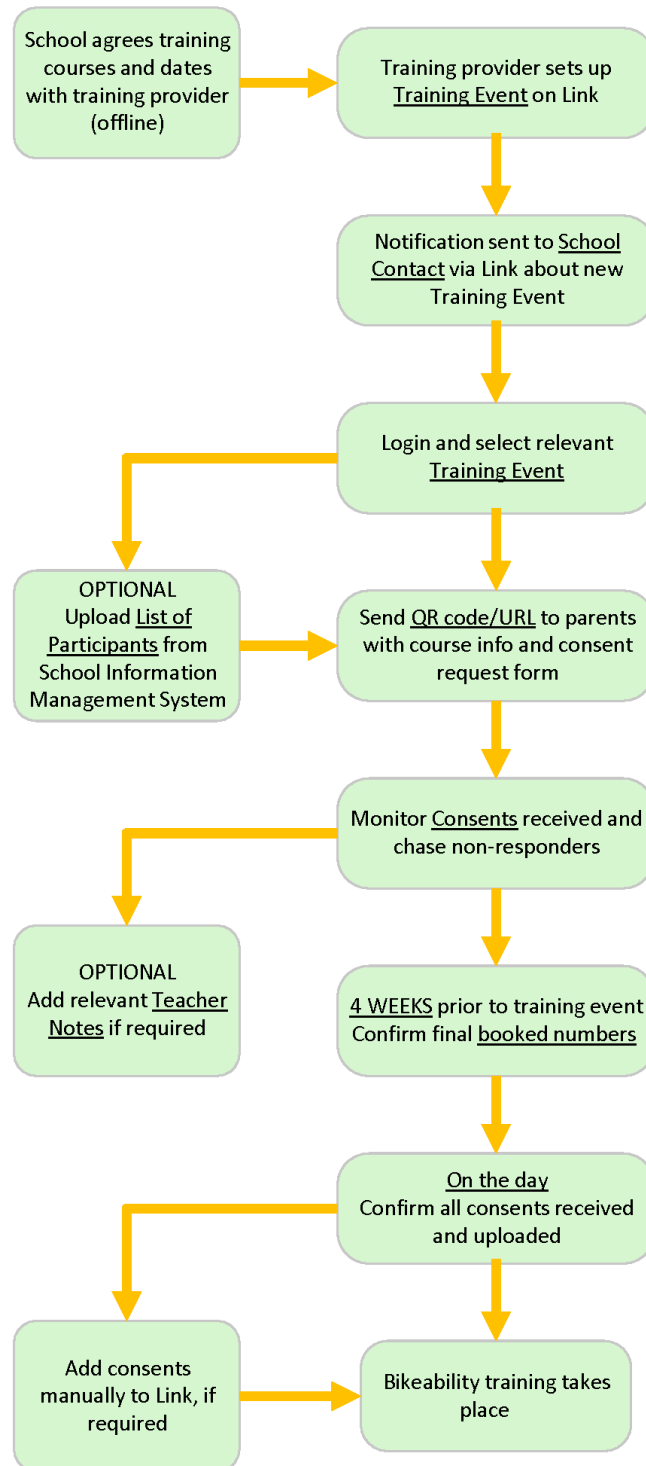 School agrees training
courses and dates
with training provider
(offline)
Training provider sets up
Training Event on Link
Notification sent to School
Contact via Link about new
Training Event
Login and select relevant
Training Event
OPTIONAL
Upload List of
Participants from
School Information
Management System
Send QR code/URL to parents
with course info and consent
request form
Monitor Consents received and
chase non-responders
OPTIONAL
Add relevant Teacher
Notes if required
4 WEEKS prior to training event
Confirm final booked numbers
On the day
Confirm all consents received
and uploaded
Add consents
manually to Link, if
required
Bikeability training takes
place